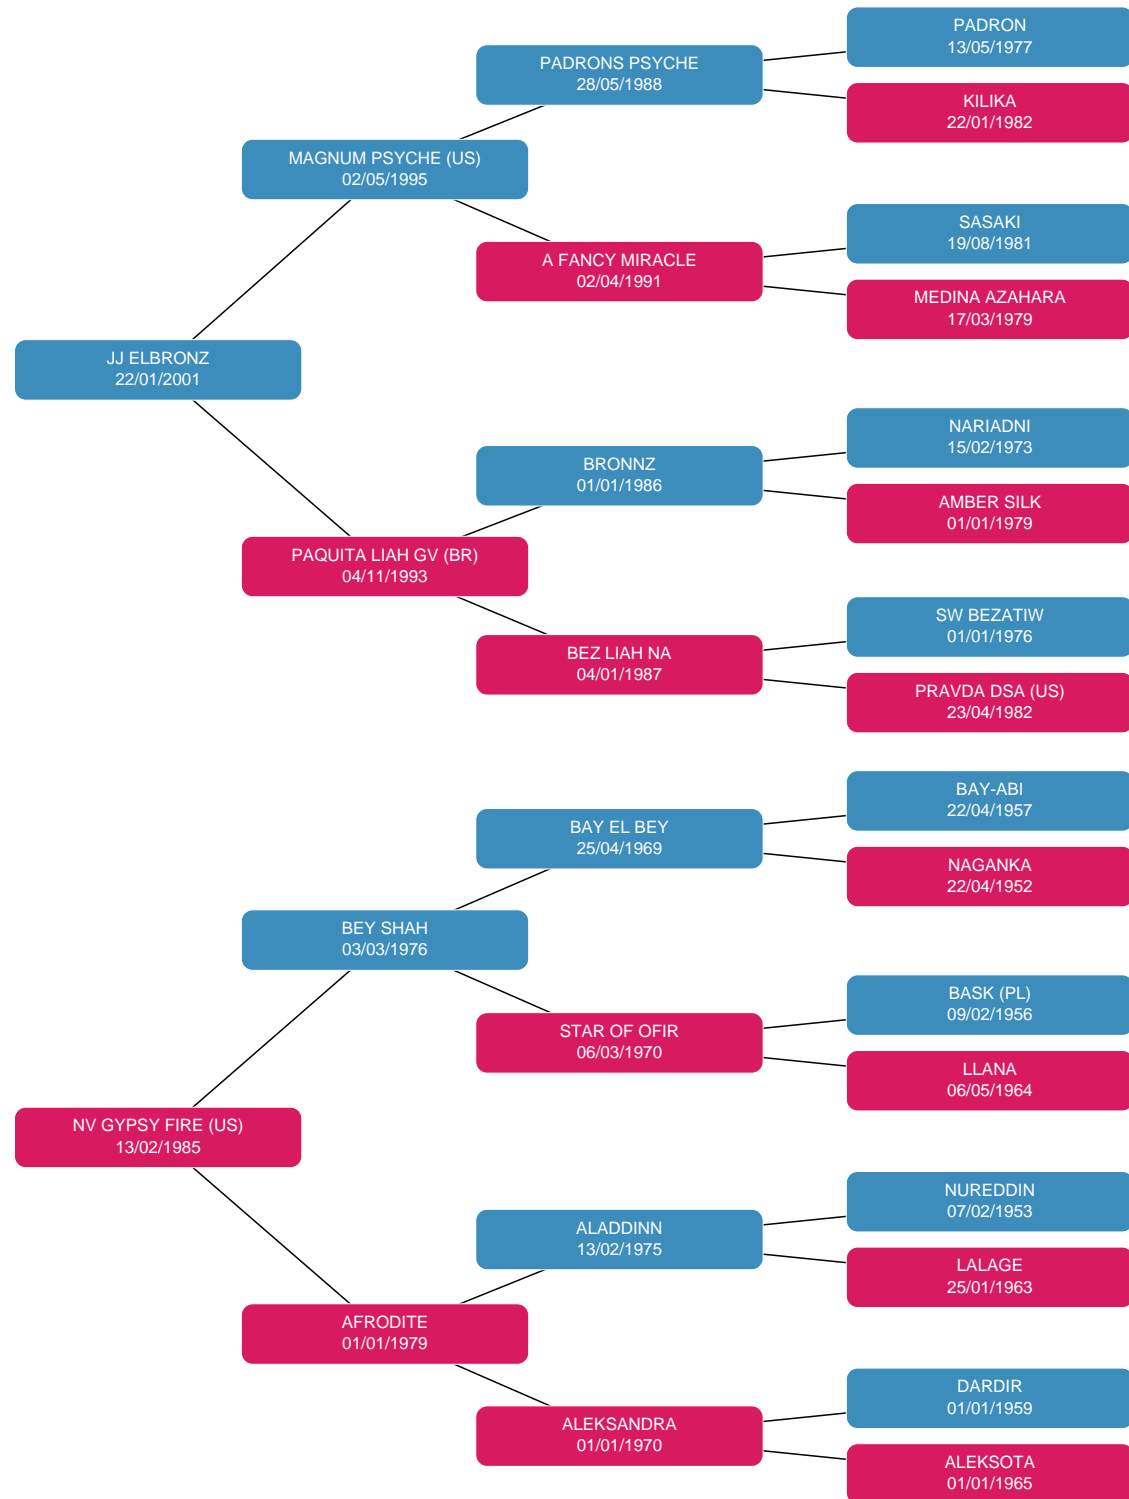 PADRON
13/05/1977
PADRONS PSYCHE
28/05/1988
KILIKA
22/01/1982
MAGNUM PSYCHE (US)
02/05/1995
SASAKI
19/08/1981
A FANCY MIRACLE
02/04/1991
MEDINA AZAHARA
17/03/1979
JJ ELBRONZ
22/01/2001
NARIADNI
15/02/1973
BRONNZ
01/01/1986
AMBER SILK
01/01/1979
PAQUITA LIAH GV (BR)
04/11/1993
SW BEZATIW
01/01/1976
BEZ LIAH NA
04/01/1987
PRAVDA DSA (US)
23/04/1982
BAY-ABI
22/04/1957
BAY EL BEY
25/04/1969
NAGANKA
22/04/1952
BEY SHAH
03/03/1976
BASK (PL)
09/02/1956
STAR OF OFIR
06/03/1970
LLANA
06/05/1964
NV GYPSY FIRE (US)
13/02/1985
NUREDDIN
07/02/1953
ALADDINN
13/02/1975
LALAGE
25/01/1963
AFRODITE
01/01/1979
DARDIR
01/01/1959
ALEKSANDRA
01/01/1970
ALEKSOTA
01/01/1965